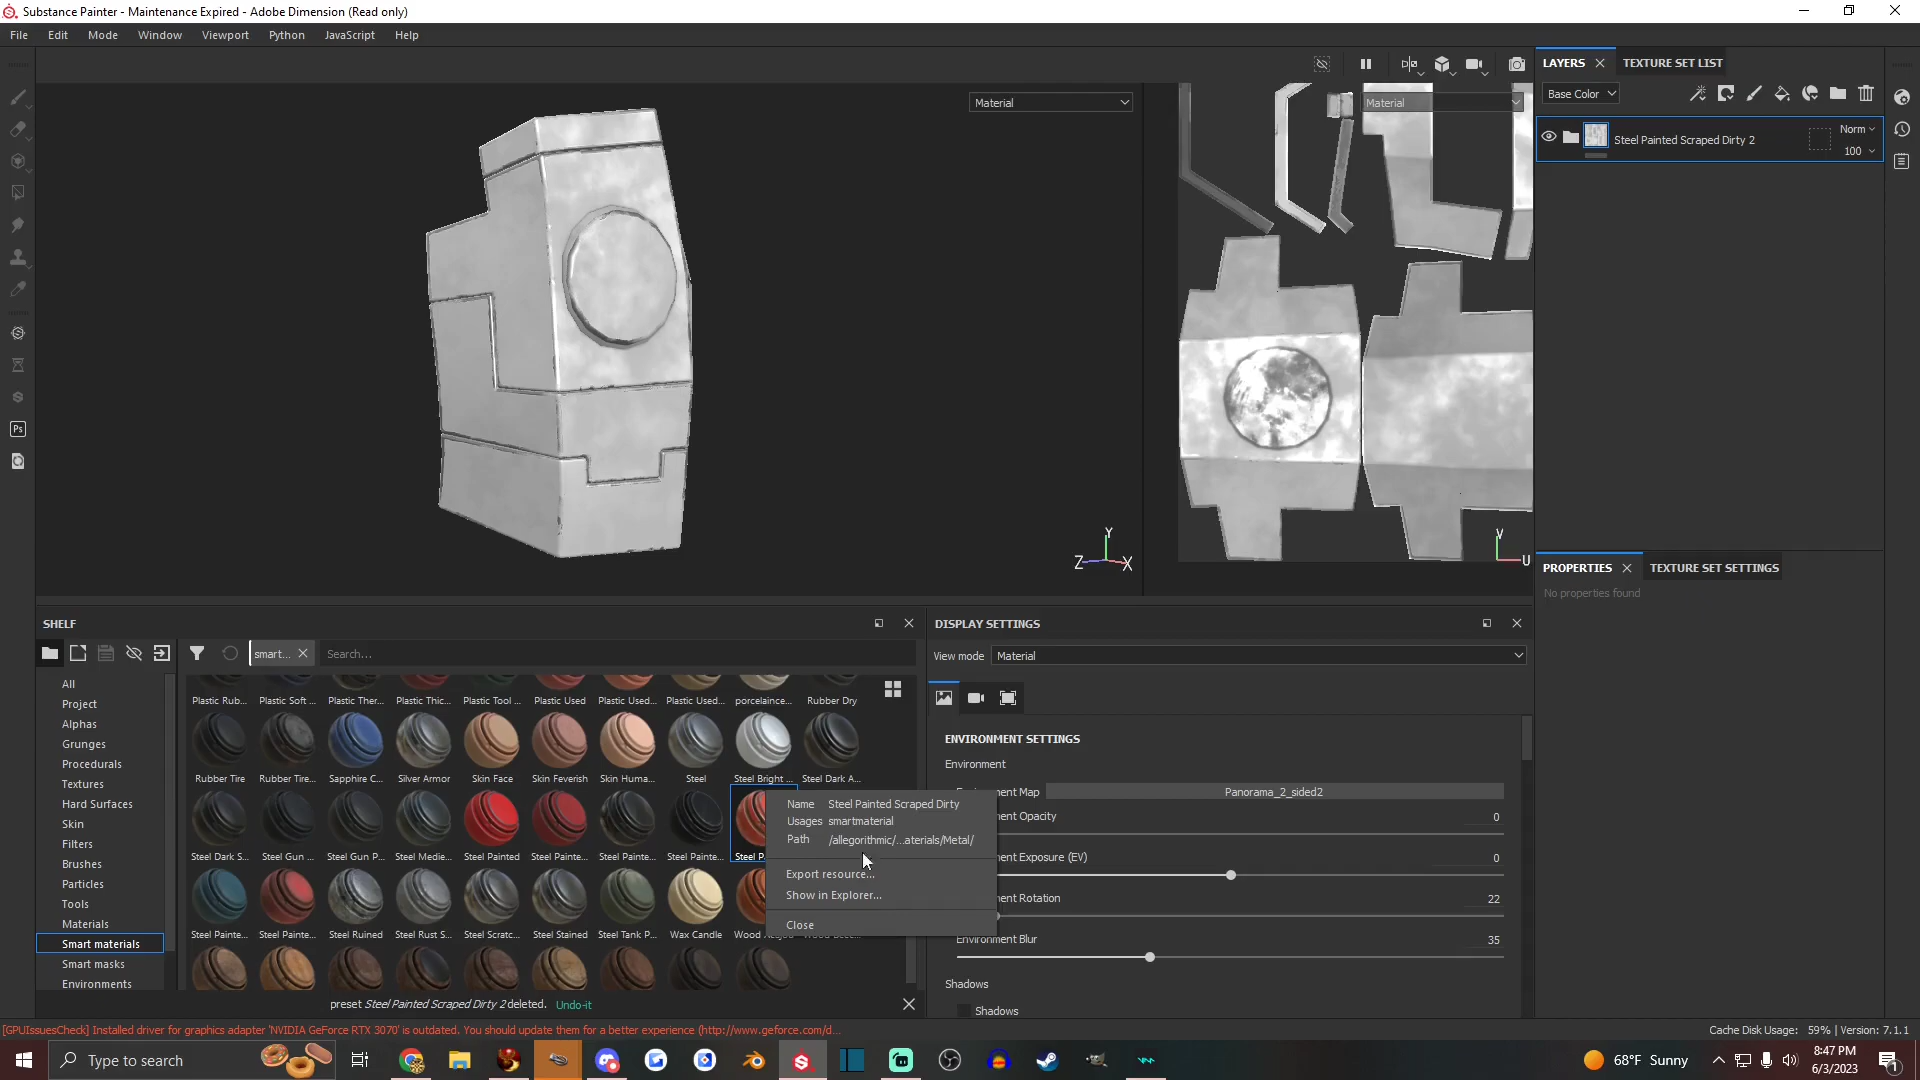 Substance Painter - Maintenance Expired - Adobe Dimension (Read only)
File Edit Mode Window Viewport Python JavaScript Help
Material
Material
Z Y X
V U
LAYERS TEXTURE SET LIST
Base Color
Steel Painted Scraped Dirty 2
Norm
100
PROPERTIES TEXTURE SET SETTINGS
No properties found
SHELF
smart...
Search...
All
Project
Alphas
Grunges
Procedurals
Textures
Hard Surfaces
Skin
Filters
Brushes
Particles
Tools
Materials
Smart materials
Smart masks
Environments
Plastic Rub... Plastic Soft ... Plastic Ther... Plastic Thic... Plastic Tool ... Plastic Used Plastic Used... Plastic Used... porcelaince... Rubber Dry
Rubber Tire Rubber Tire... Sapphire C... Silver Armor Skin Face Skin Feverish Skin Huma... Steel Steel Bright ... Steel Dark A...
Steel Dark S... Steel Gun ... Steel Gun P... Steel Medie... Steel Painted Steel Painte... Steel Painte... Steel Painte... Steel P
Steel Painte... Steel Painte... Steel Ruined Steel Rust S... Steel Scratc... Steel Stained Steel Tank P... Wax Candle
Name Steel Painted Scraped Dirty
Usages smartmaterial
Path /allegorithmic/...aterials/Metal/
Export resource...
Show in Explorer...
Close
preset Steel Painted Scraped Dirty 2 deleted. Undo-it
DISPLAY SETTINGS
View mode Material
ENVIRONMENT SETTINGS
Environment
Environment Map Panorama_2_sided2
ment Opacity 0
ment Exposure (EV) 0
ment Rotation 22
Environment Blur 35
Shadows
Shadows
[GPUIssuesCheck] Installed driver for graphics adapter 'NVIDIA GeForce RTX 3070' is outdated. You should update them for a better experience (http://www.geforce.com/d...
Cache Disk Usage: 59% | Version: 7.1.1
Ps
Type to search
68°F Sunny
8:47 PM
6/3/2023
1